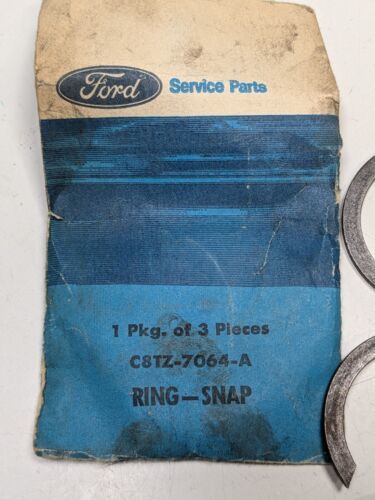 Ford Service Parts
1 Pkg. of 3 Pieces
C8TZ-7064-A
RING-SNAP